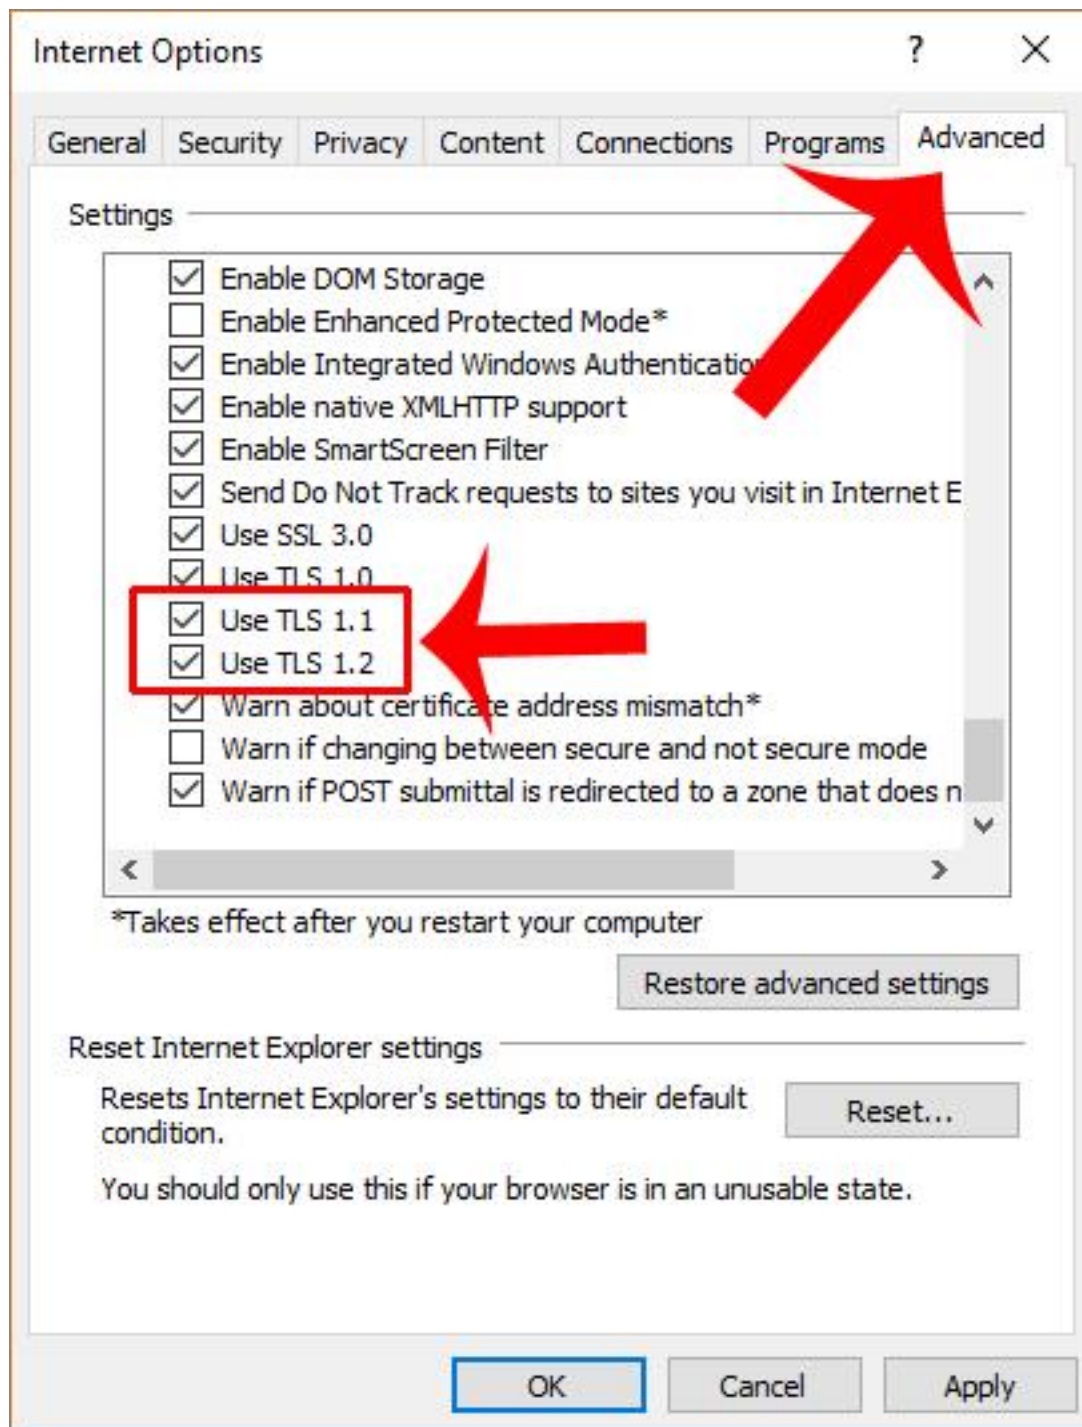 Internet Options
?
General Security Privacy Content Connections Programs Advanced
Settings
Enable DOM Storage
Enable Enhanced Protected Mode*
Enable Integrated Windows Authentication
Enable native XMLHTTP support
Enable SmartScreen Filter
Send Do Not Track requests to sites you visit in Internet E
Use SSL 3.0
Use TLS 1.0
Use TLS 1.1
Use TLS 1.2
Warn about certificate address mismatch*
Warn if changing between secure and not secure mode
Warn if POST submittal is redirected to a zone that does n
*Takes effect after you restart your computer
Restore advanced settings
Reset Internet Explorer settings
Resets Internet Explorer's settings to their default
condition.
Reset...
You should only use this if your browser is in an unusable state.
OK Cancel Apply